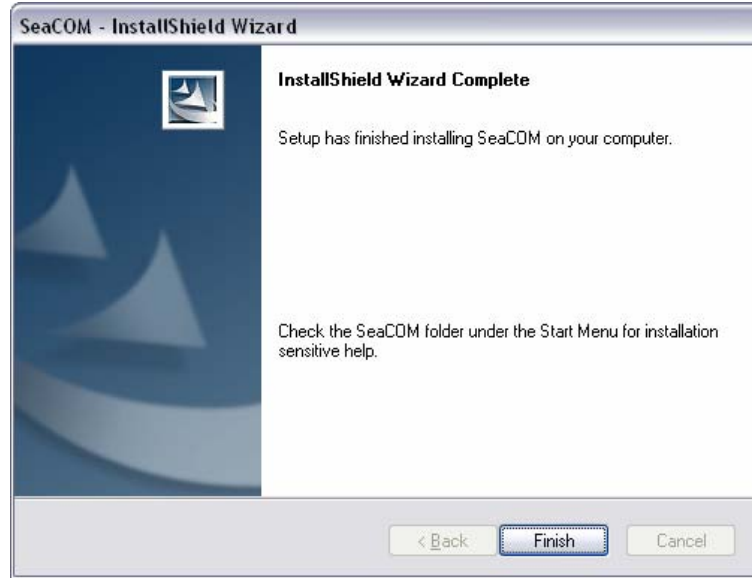 SeaCOM - InstallShield Wizard
InstallShield Wizard Complete
Setup has finished installing SeaCOM on your computer.
Check the SeaCOM folder under the Start Menu for installation
sensitive help.
< Back
Finish
Cancel